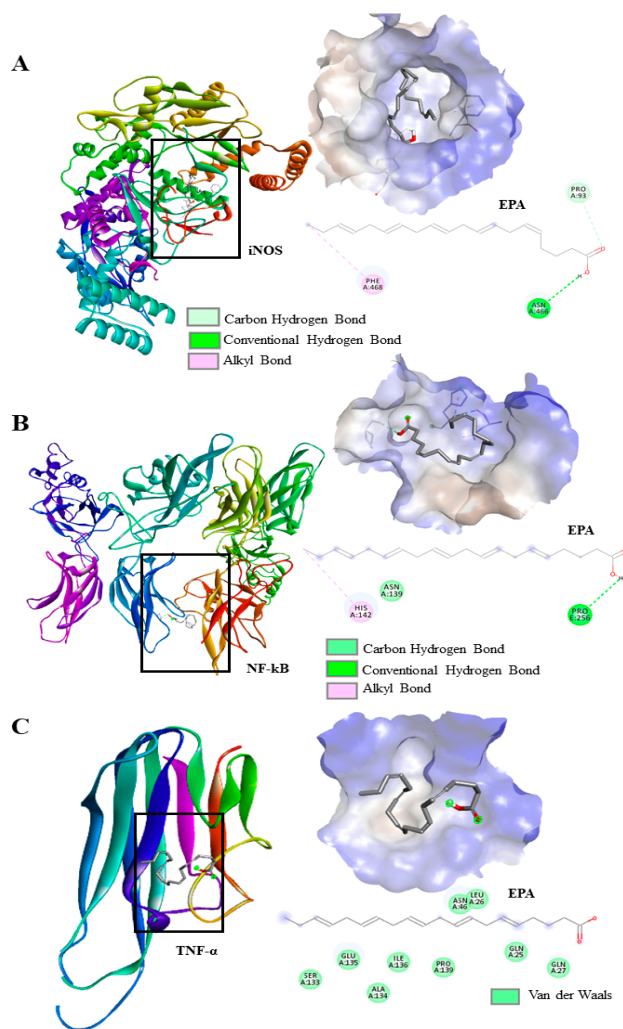 A
iNOS
EPA
PRO
A:93
PHE
A:468
ASN
A:466
Carbon Hydrogen Bond
Conventional Hydrogen Bond
Alkyl Bond
B
NF-kB
EPA
ASN
A:139
HIS
A:142
PRO
E:256
Carbon Hydrogen Bond
Conventional Hydrogen Bond
Alkyl Bond
C
TNF-α
EPA
ASN
A:46
LEU
A:26
SER
A:133
GLU
A:135
ALA
A:134
ILE
A:136
PRO
A:139
GLN
A:25
GLN
A:27
Van der Waals